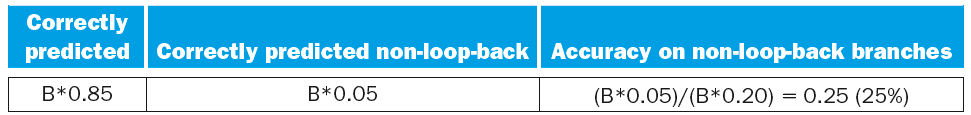 Correctly
predicted Correctly predicted non-loop-back Accuracy on non-loop-back branches
B*0.85 B*0.05 (B*0.05)/(B*0.20) = 0.25 (25%)